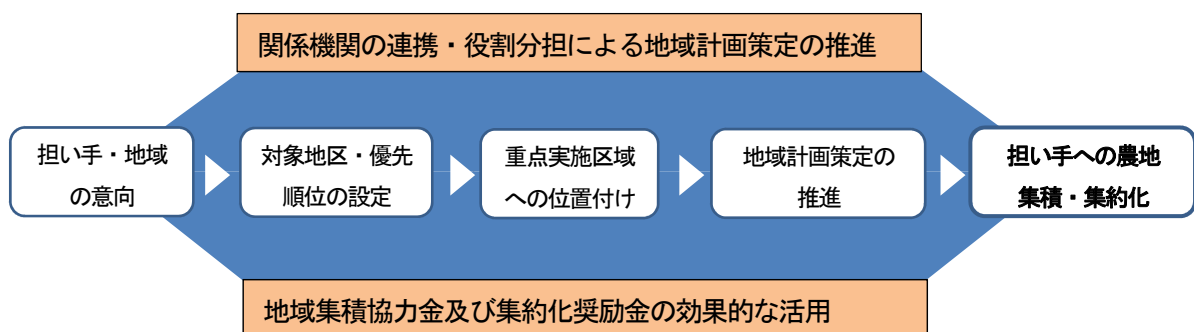 関係機関の連携・役割分担による地域計画策定の推進
担い手・地域
の意向
対象地区・優先
順位の設定
重点実施区域
への位置付け
地域計画策定の
推進
担い手への農地
集積・集約化
地域集積協力金及び集約化奨励金の効果的な活用